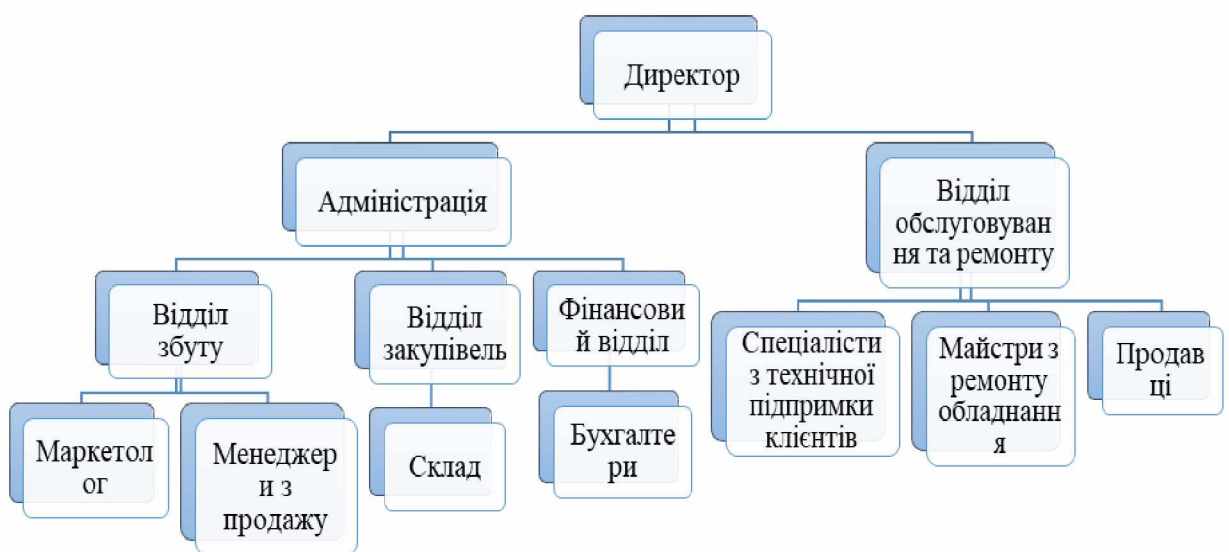 Директор
Адміністрація
Відділ
обслуговуван
ня та ремонту
Відділ
збуту
Відділ
закупівель
Фінансови
й відділ
Спеціалісти
з технічної
підпримки
клієнтів
Майстри з
ремонту
обладнанн
я
Продав
ці
Маркетол
ог
Менеджер
и з
продажу
Склад
Бухгалте
ри